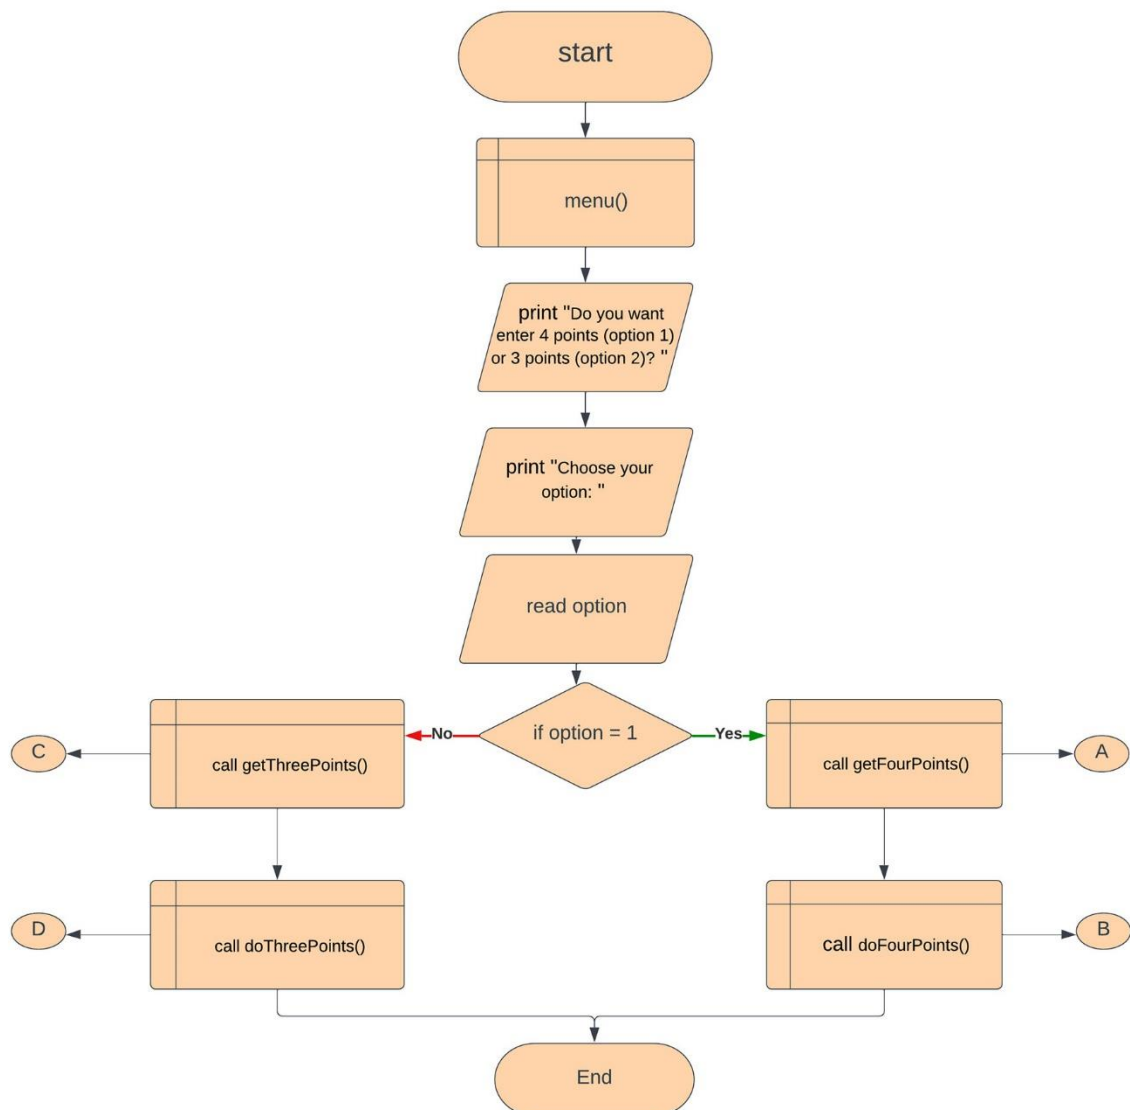 start
menu()
print "Do you want
enter 4 points (option 1)
or 3 points (option 2)? "
print "Choose your
option: "
read option
if option = 1
No
Yes
C
call getThreePoints()
call getFourPoints()
A
D
call doThreePoints()
call doFourPoints()
B
End